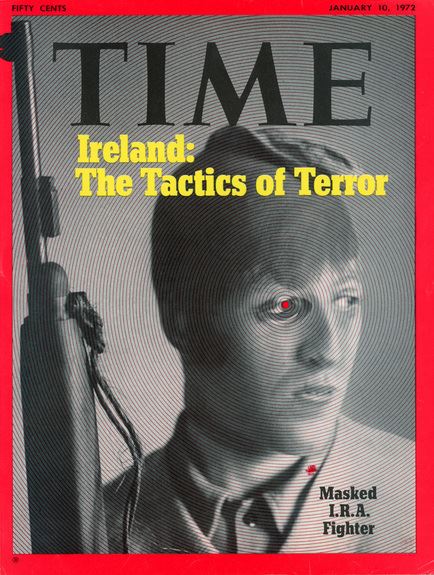 FIFTY CENTS
JANUARY 10, 1972
TIME
Ireland:
The Tactics of Terror
Masked
I.R.A.
Fighter